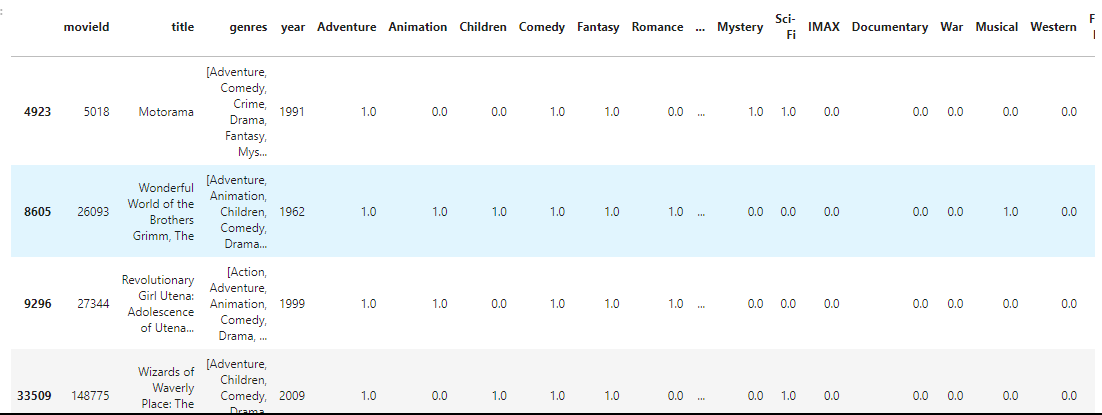 movieId title genres year Adventure Animation Children Comedy Fantasy Romance ... Mystery Sci-
Fi IMAX Documentary War Musical Western
[Adventure,
Comedy,
Crime,
4923 5018 Motorama Drama, 1991 1.0 0.0 0.0 1.0 1.0 0.0 ... 1.0 1.0 0.0 0.0 0.0 0.0 0.0
Fantasy,
Mys...
Wonderful [Adventure,
World of the Animation,
8605 26093 Brothers Children, 1962 1.0 1.0 1.0 1.0 1.0 1.0 ... 0.0 0.0 0.0 0.0 0.0 1.0 0.0
Grimm, The Comedy,
Drama...
Revolutionary [Action,
Girl Utena: Adventure,
9296 27344 Adolescence Animation, 1999 1.0 1.0 0.0 1.0 1.0 1.0 ... 0.0 0.0 0.0 0.0 0.0 0.0 0.0
of Utena... Comedy,
Drama, ...
Wizards of [Adventure,
Waverly Children,
33509 148775 Place: The Comedy, 2009 1.0 0.0 1.0 1.0 1.0 0.0 ... 0.0 1.0 0.0 0.0 0.0 0.0 0.0
Drama